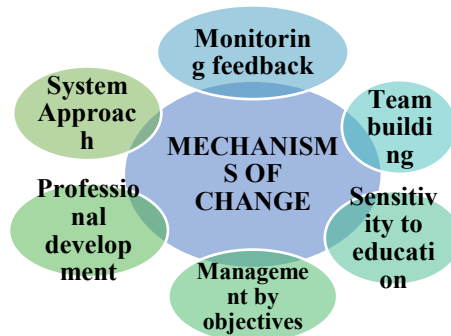 Monitorin
g feedback
System
Approac
h
Team
buildi
ng
MECHANISM
S OF
CHANGE
Professio
nal
develop
ment
Sensitiv
ity to
educati
on
Manageme
nt by
objectives